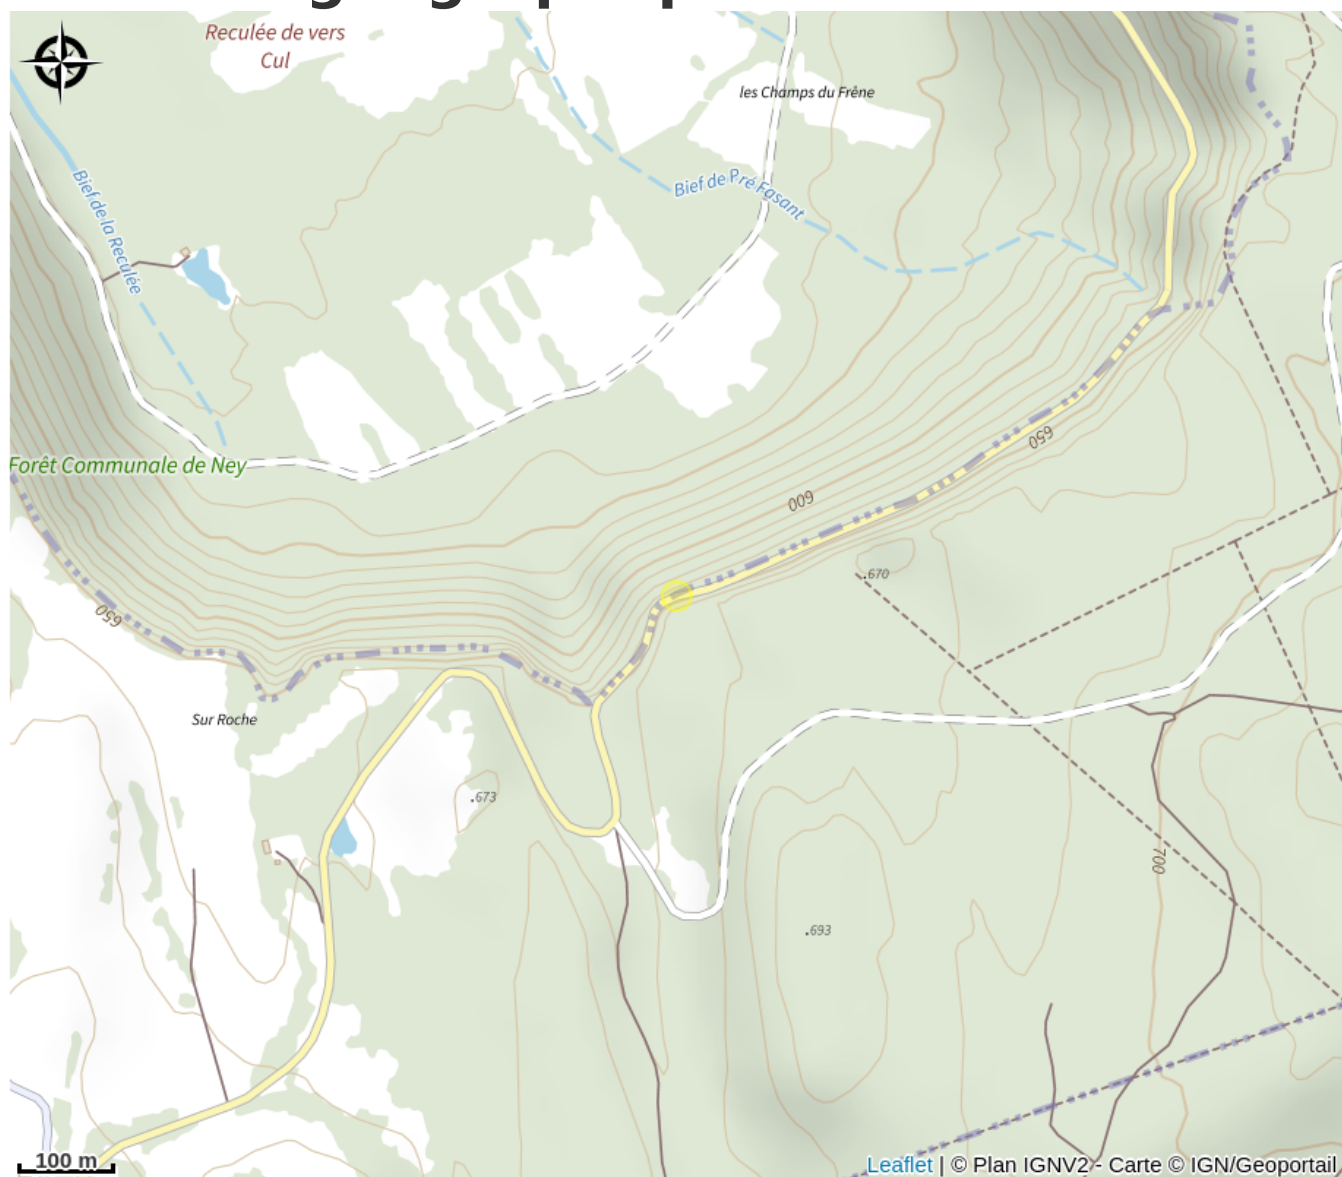 Reculée de vers
Cul
les Champs du Frêne
Bief de la Reculée
Bief de Pré Fasant
Forêt Communale de Ney
650
600
650
.670
Sur Roche
.673
700
.693
100 m
Leaflet | © Plan IGNV2 - Carte © IGN/Geoportail